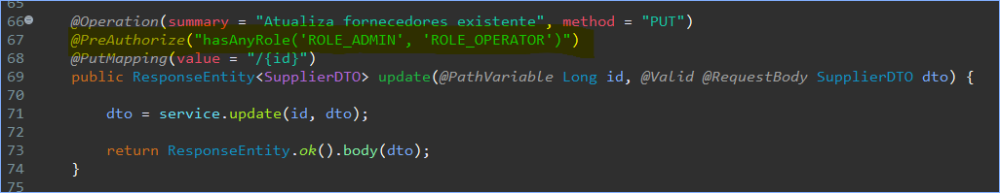 65
66 @Operation(summary = "Atualiza fornecedores existente", method = "PUT")
67 @PreAuthorize("hasAnyRole('ROLE_ADMIN', 'ROLE_OPERATOR')")
68 @PutMapping(value = "/{id}")
69 public ResponseEntity<SupplierDTO> update(@PathVariable Long id, @Valid @RequestBody SupplierDTO dto) {
70
71 dto = service.update(id, dto);
72
73 return ResponseEntity.ok().body(dto);
74 }
75